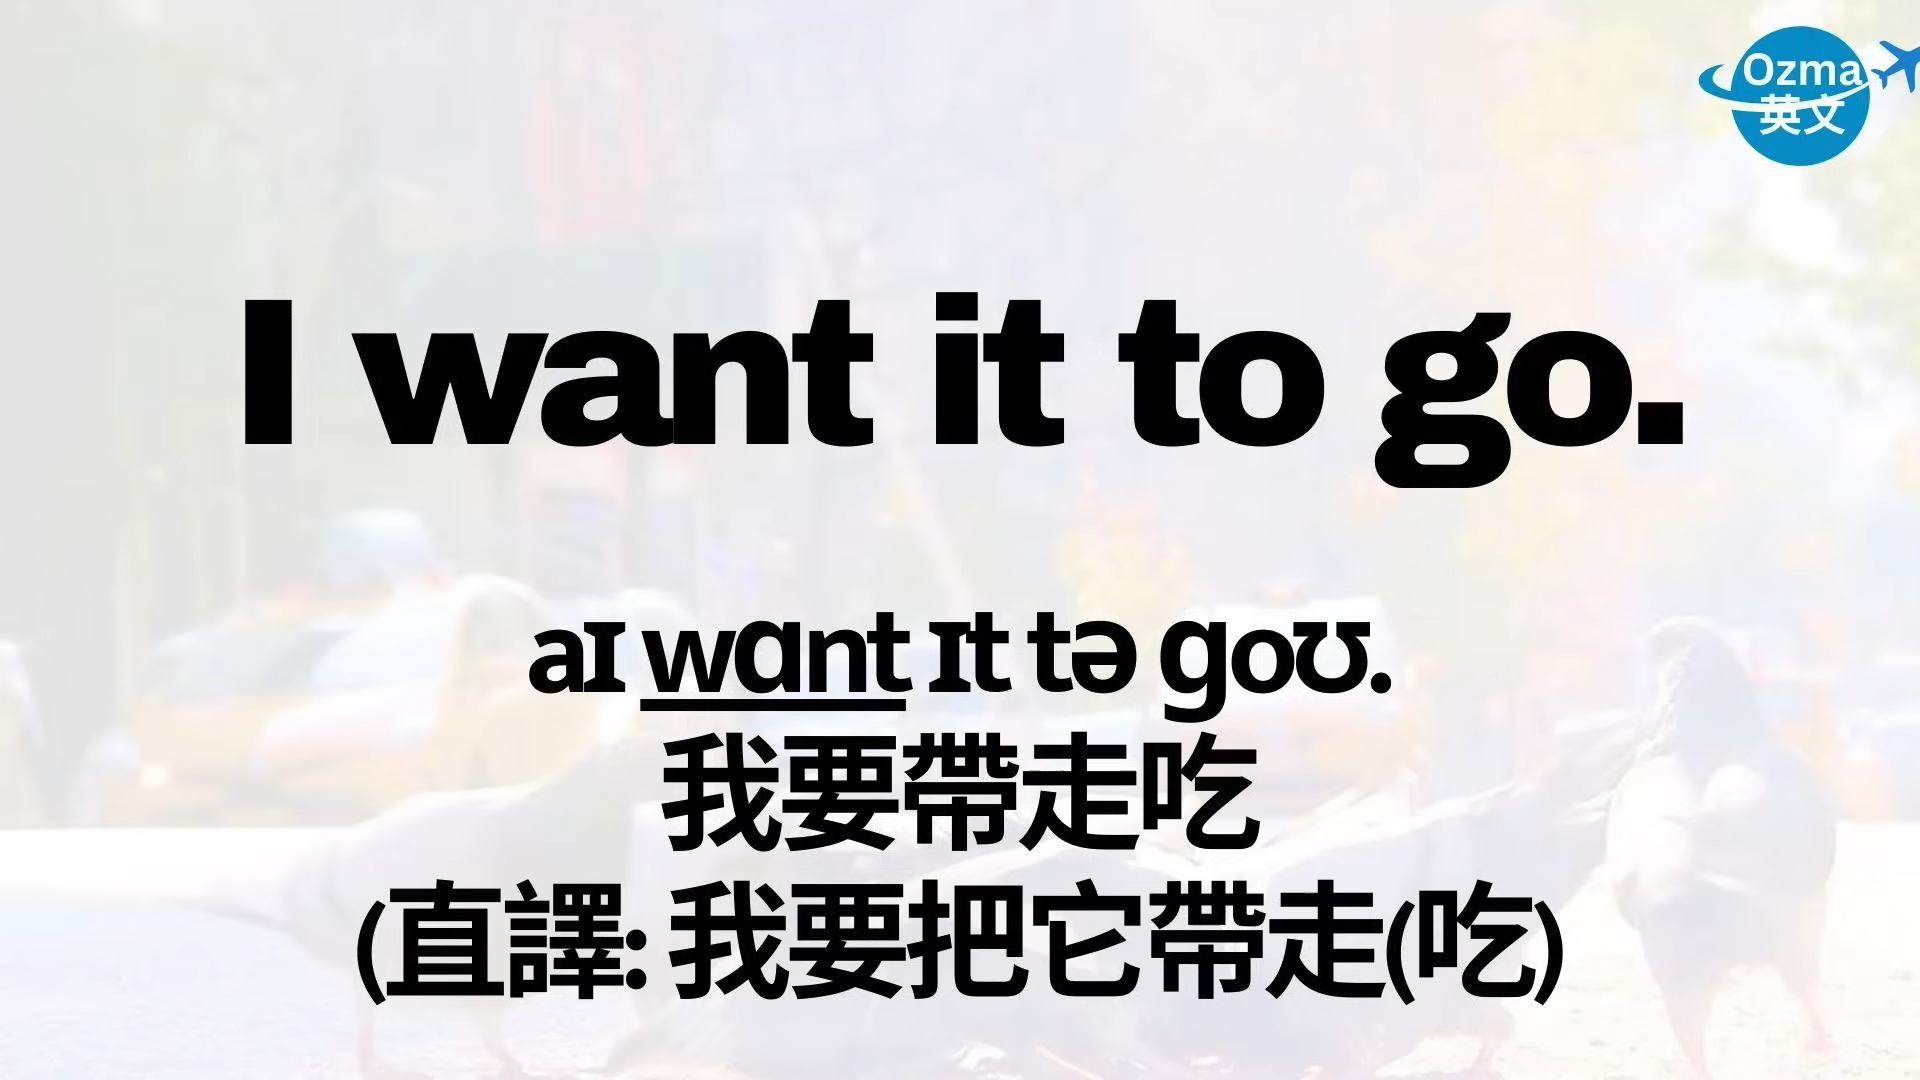 Ozma
英文
I want it to go.
aɪ wɑnt ɪt tə goʊ.
我要帶走吃
(直譯: 我要把它帶走(吃)